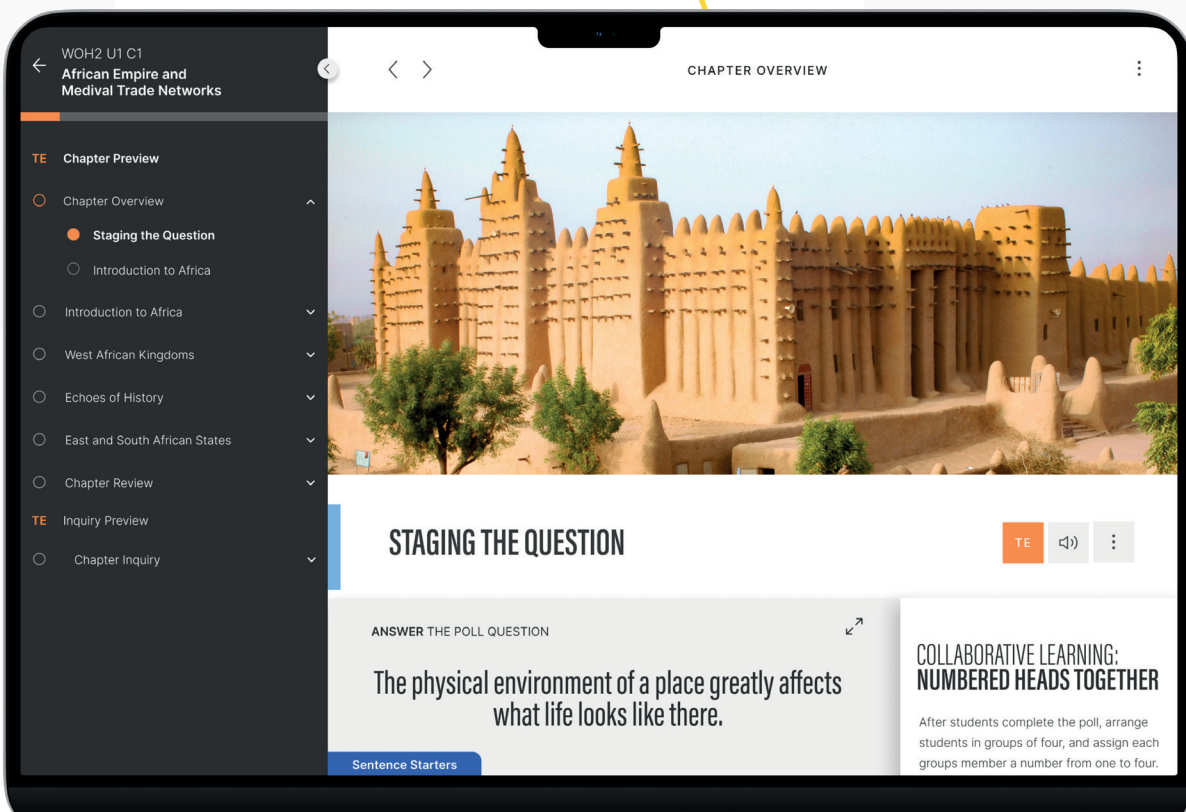 WOH2 U1 C1
African Empire and
Medival Trade Networks
TE Chapter Preview
Chapter Overview
Staging the Question
Introduction to Africa
Introduction to Africa
West African Kingdoms
Echoes of History
East and South African States
Chapter Review
TE Inquiry Preview
Chapter Inquiry
CHAPTER OVERVIEW
STAGING THE QUESTION
TE
ANSWER THE POLL QUESTION
The physical environment of a place greatly affects
what life looks like there.
Sentence Starters
COLLABORATIVE LEARNING:
NUMBERED HEADS TOGETHER
After students complete the poll, arrange
students in groups of four, and assign each
groups member a number from one to four.